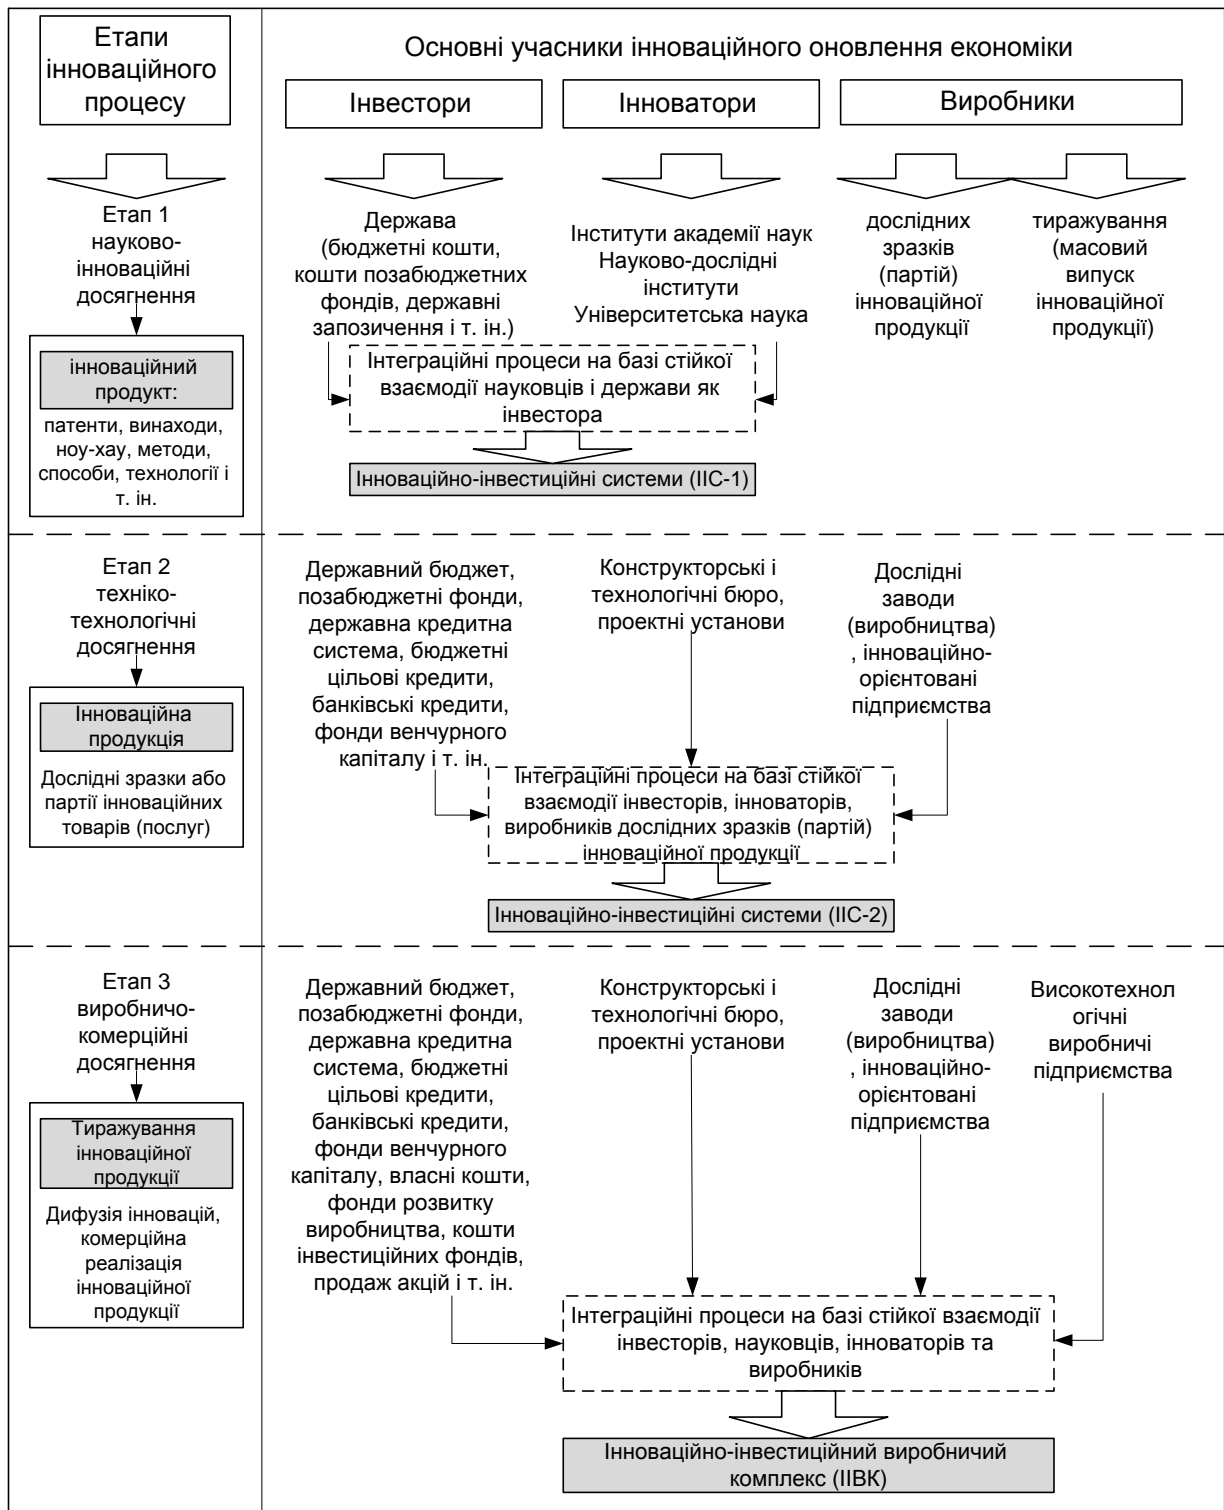 Етапи
інноваційного
процесу
Основні учасники інноваційного оновлення економіки
Інвестори
Інноватори
Виробники
Етап 1
науково-
інноваційні
досягнення
інноваційний
продукт:
патенти, винаходи,
ноу-хау, методи,
способи, технології і
т. ін.
Держава
(бюджетні кошти,
кошти позабюджетних
фондів, державні
запозичення і т. ін.)
Інститути академії наук
Науково-дослідні
інститути
Університетська наука
дослідних
зразків
(партій)
інноваційної
продукції
тиражування
(масовий
випуск
інноваційної
продукції)
Інтеграційні процеси на базі стійкої
взаємодії науковців і держави як
інвестора
Інноваційно-інвестиційні системи (ІІС-1)
Етап 2
техніко-
технологічні
досягнення
Інноваційна
продукція
Дослідні зразки або
партії інноваційних
товарів (послуг)
Державний бюджет,
позабюджетні фонди,
державна кредитна
система, бюджетні
цільові кредити,
банківські кредити,
фонди венчурного
капіталу і т. ін.
Конструкторські і
технологічні бюро,
проектні установи
Дослідні
заводи
(виробництва)
, інноваційно-
орієнтовані
підприємства
Інтеграційні процеси на базі стійкої
взаємодії інвесторів, інноваторів,
виробників дослідних зразків (партій)
інноваційної продукції
Інноваційно-інвестиційні системи (ІІС-2)
Етап 3
виробничо-
комерційні
досягнення
Тиражування
інноваційної
продукції
Дифузія інновацій,
комерційна
реалізація
інноваційної
продукції
Державний бюджет,
позабюджетні фонди,
державна кредитна
система, бюджетні
цільові кредити,
банківські кредити,
фонди венчурного
капіталу, власні кошти,
фонди розвитку
виробництва, кошти
інвестиційних фондів,
продаж акцій і т. ін.
Конструкторські і
технологічні бюро,
проектні установи
Дослідні
заводи
(виробництва)
, інноваційно-
орієнтовані
підприємства
Високотехнол
огічні
виробничі
підприємства
Інтеграційні процеси на базі стійкої взаємодії
інвесторів, науковців, інноваторів та
виробників
Інноваційно-інвестиційний виробничий
комплекс (ІІВК)